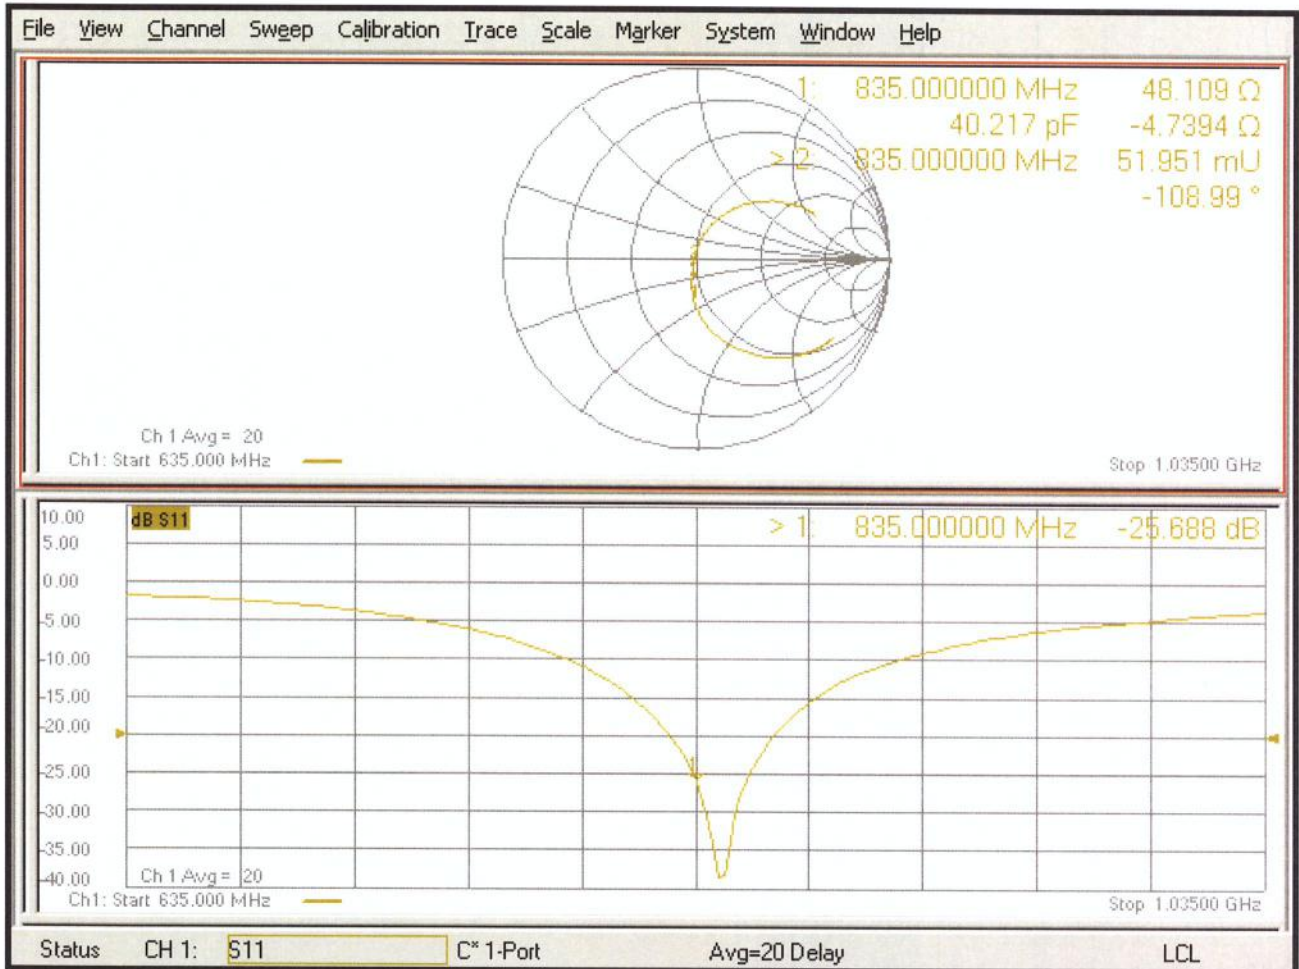 File View Channel Sweep Calibration Trace Scale Marker System Window Help
1: 835.000000 MHz 48.109 Ω
40.217 pF -4.7394 Ω
> 2: 835.000000 MHz 51.951 mU
-108.99 °
Ch 1 Avg = 20
Ch1: Start 635.000 MHz
Stop 1.03500 GHz
10.00
dB S11
> 1: 835.000000 MHz -25.688 dB
5.00
0.00
-5.00
-10.00
-15.00
-20.00
-25.00
1
-30.00
-35.00
-40.00
Ch 1 Avg = 20
Ch1: Start 635.000 MHz
Stop 1.03500 GHz
Status CH 1: S11 C* 1-Port Avg=20 Delay LCL